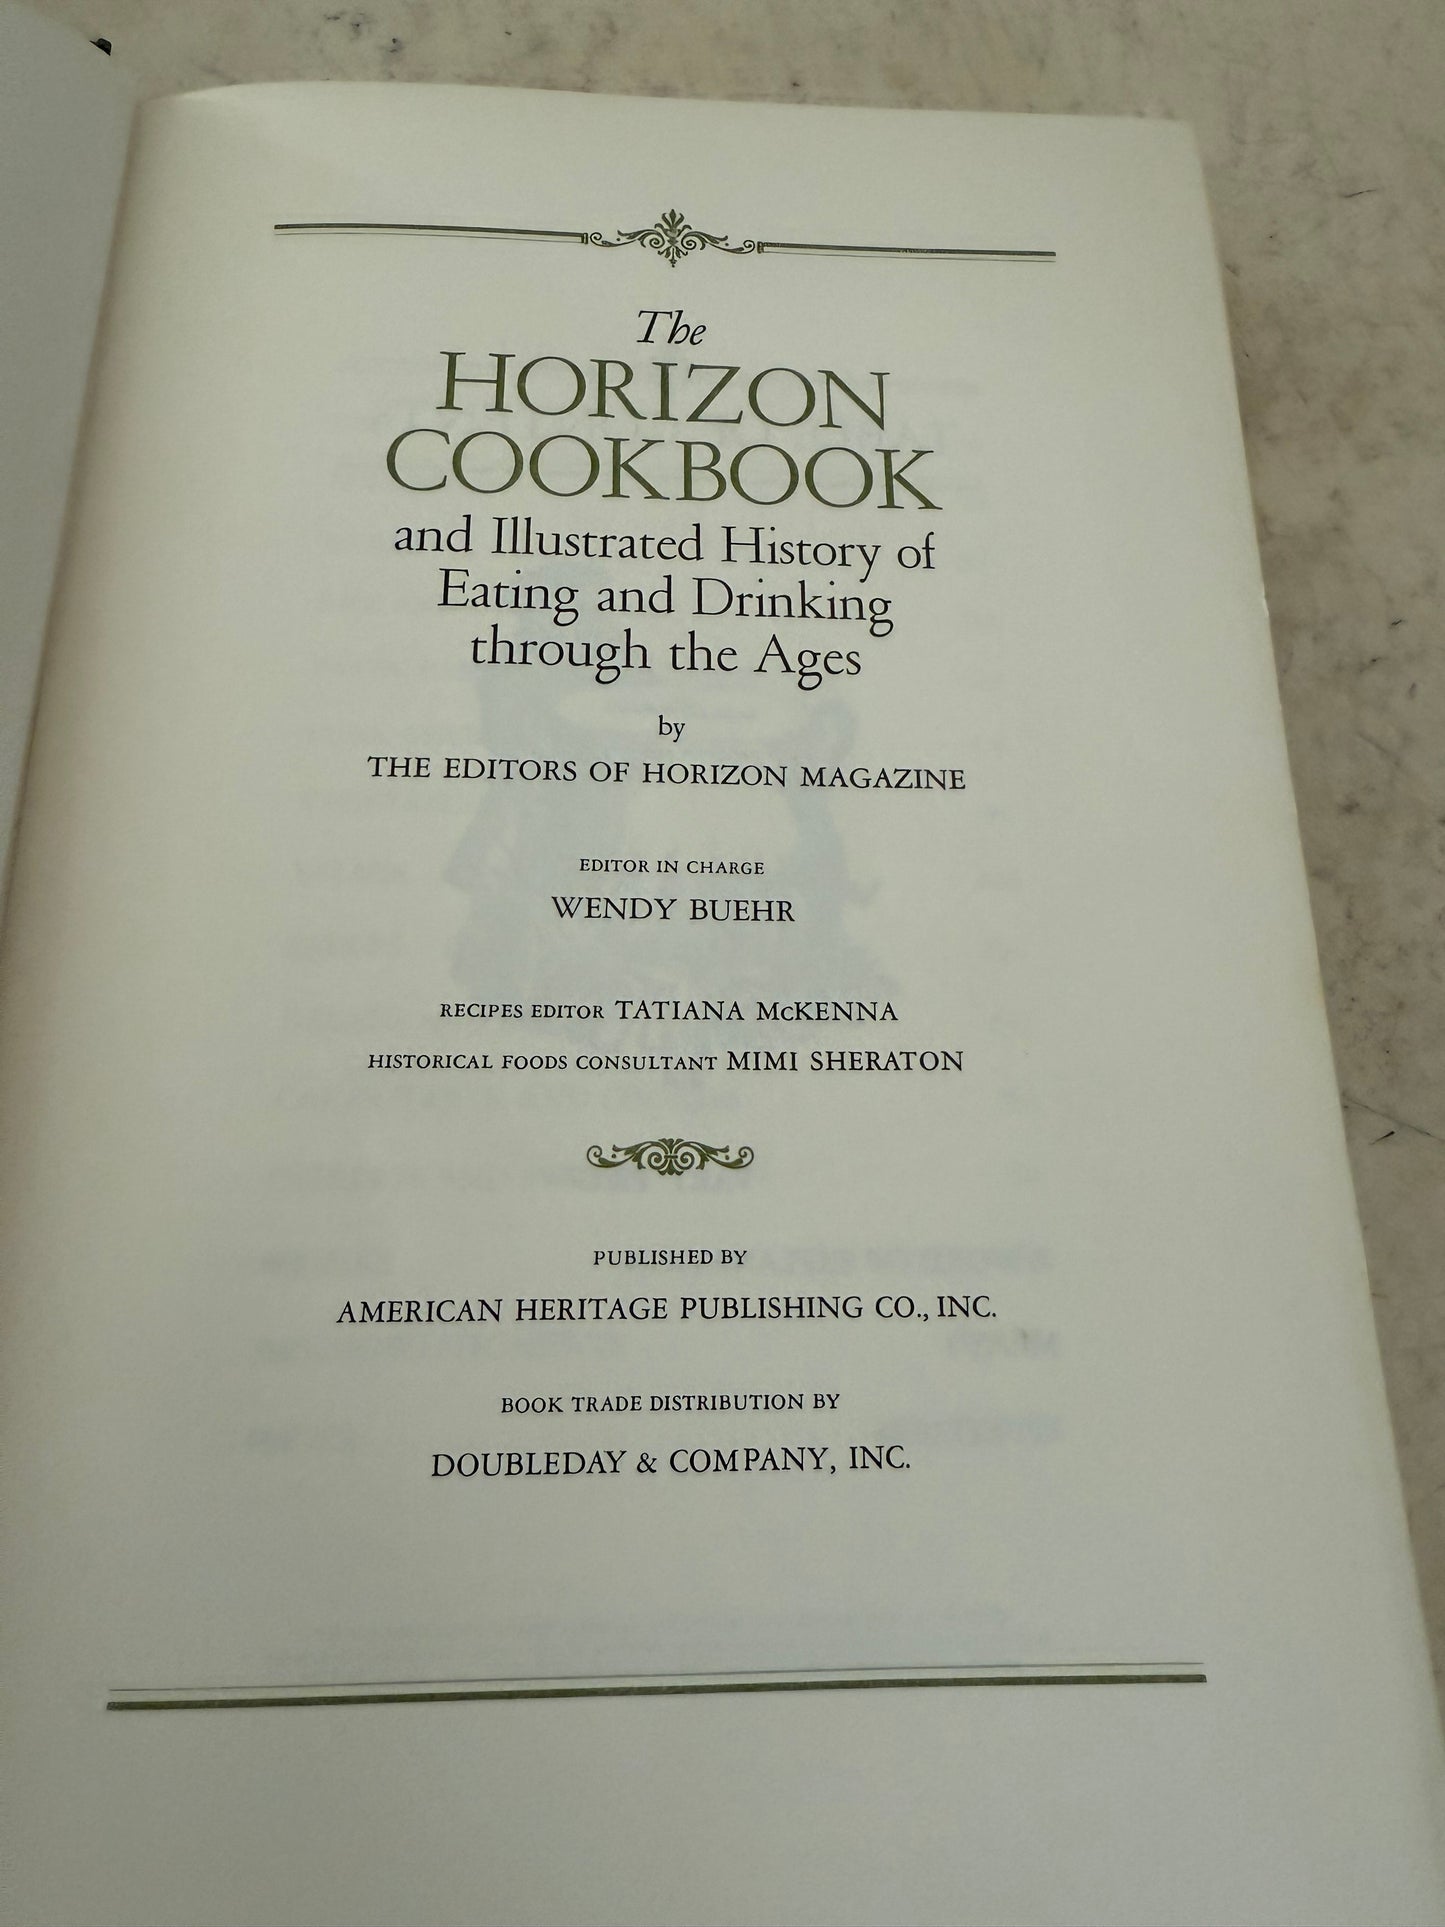 The
HORIZON
COOKBOOK
and Illustrated History of
Eating and Drinking
through the Ages
by
THE EDITORS OF HORIZON MAGAZINE
EDITOR IN CHARGE
WENDY BUEHR
RECIPES EDITOR TATIANA McKENNA
HISTORICAL FOODS CONSULTANT MIMI SHERATON
PUBLISHED BY
AMERICAN HERITAGE PUBLISHING CO., INC.
BOOK TRADE DISTRIBUTION BY
DOUBLEDAY & COMPANY, INC.